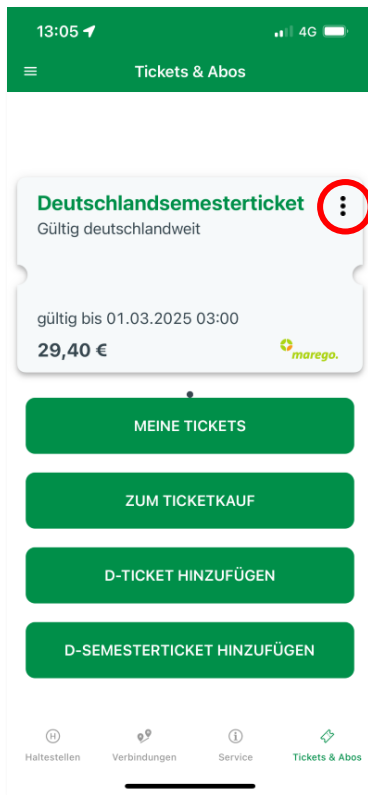 13:05 4G
Tickets & Abos
Deutschlandsemesterticket
Gültig deutschlandweit
gültig bis 01.03.2025 03:00
29,40 €
marego.
MEINE TICKETS
ZUM TICKETKAUF
D-TICKET HINZUFÜGEN
D-SEMESTERTICKET HINZUFÜGEN
H
Haltestellen Verbindungen Service Tickets & Abos